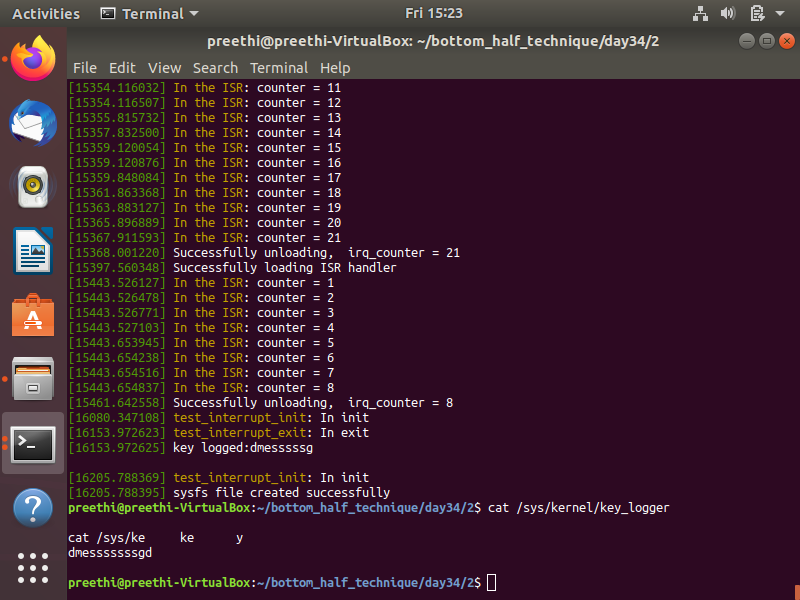 Activities Terminal Fri 15:23
preethi@preethi-VirtualBox: ~/bottom_half_technique/day34/2
File Edit View Search Terminal Help
[15354.116032] In the ISR: counter = 11
[15354.116507] In the ISR: counter = 12
[15355.815732] In the ISR: counter = 13
[15357.832500] In the ISR: counter = 14
[15359.120054] In the ISR: counter = 15
[15359.120876] In the ISR: counter = 16
[15359.848084] In the ISR: counter = 17
[15361.863368] In the ISR: counter = 18
[15363.883127] In the ISR: counter = 19
[15365.896889] In the ISR: counter = 20
[15367.911593] In the ISR: counter = 21
[15368.001220] Successfully unloading,  irq_counter = 21
[15397.560348] Successfully loading ISR handler
[15443.526127] In the ISR: counter = 1
[15443.526478] In the ISR: counter = 2
[15443.526771] In the ISR: counter = 3
[15443.527103] In the ISR: counter = 4
[15443.653945] In the ISR: counter = 5
[15443.654238] In the ISR: counter = 6
[15443.654516] In the ISR: counter = 7
[15443.654837] In the ISR: counter = 8
[15461.642558] Successfully unloading,  irq_counter = 8
[16080.347108] test_interrupt_init: In init
[16153.972623] test_interrupt_exit: In exit
[16153.972625] key logged:dmesssssg
[16205.788369] test_interrupt_init: In init
[16205.788395] sysfs file created successfully
preethi@preethi-VirtualBox:~/bottom_half_technique/day34/2$ cat /sys/kernel/key_logger
cat /sys/ke     ke      y
dmesssssssgd
preethi@preethi-VirtualBox:~/bottom_half_technique/day34/2$